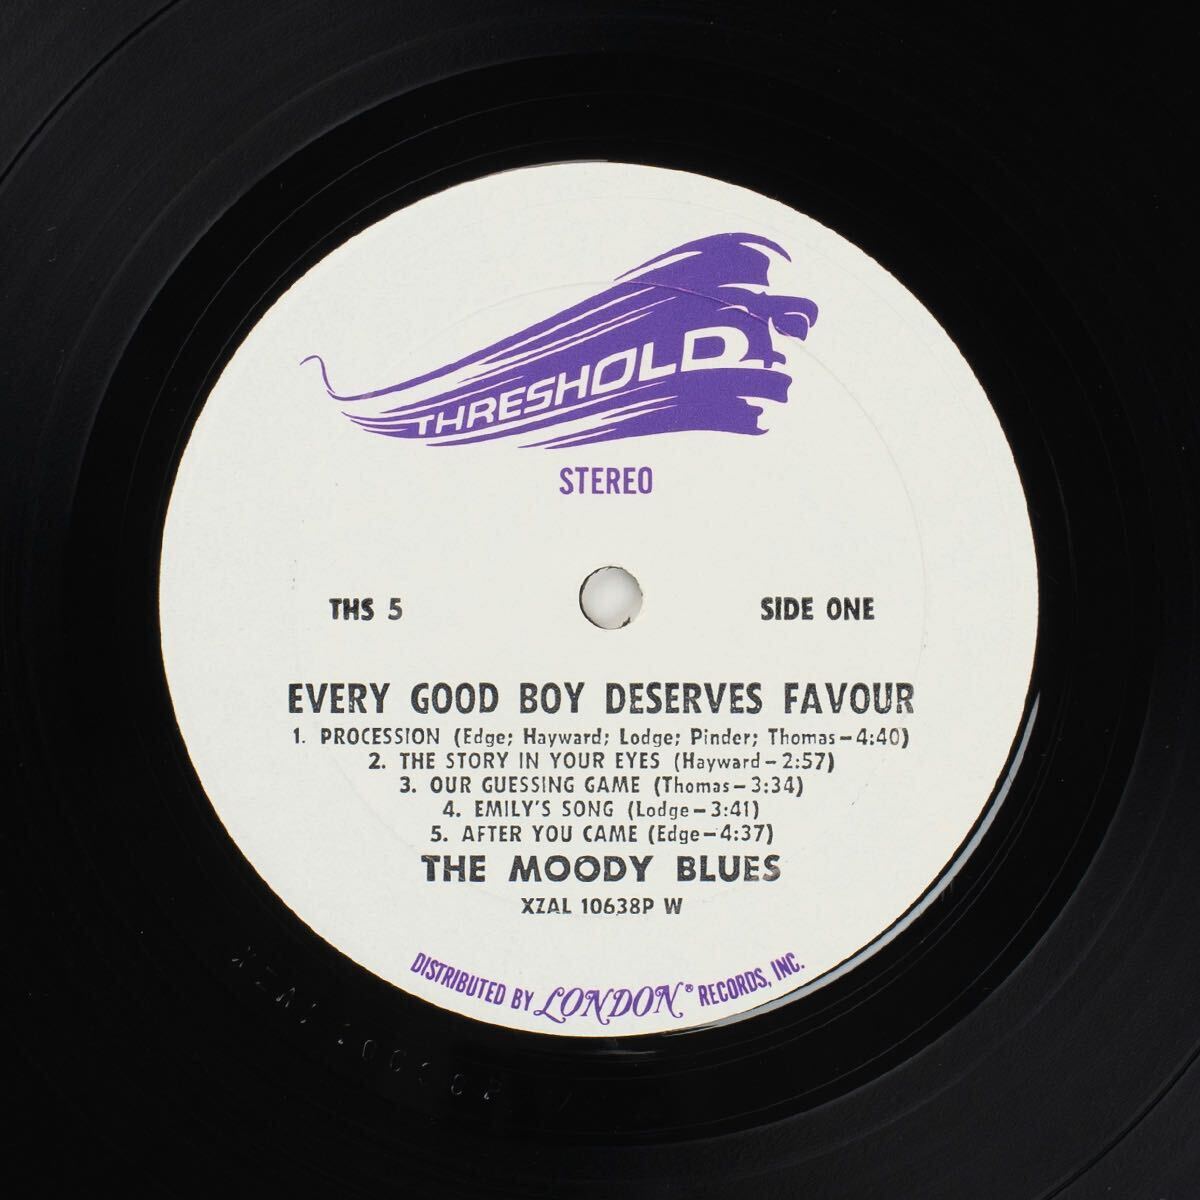 THRESHOLD
STEREO
THS 5 SIDE ONE
EVERY GOOD BOY DESERVES FAVOUR
1. PROCESSION (Edge; Hayward; Lodge; Pinder; Thomas–4:40)
2. THE STORY IN YOUR EYES (Hayward–2:57)
3. OUR GUESSING GAME (Thomas–3:34)
4. EMILY'S SONG (Lodge–3:41)
5. AFTER YOU CAME (Edge–4:37)
THE MOODY BLUES
XZAL 10638P W
DISTRIBUTED BY LONDON® RECORDS, INC.